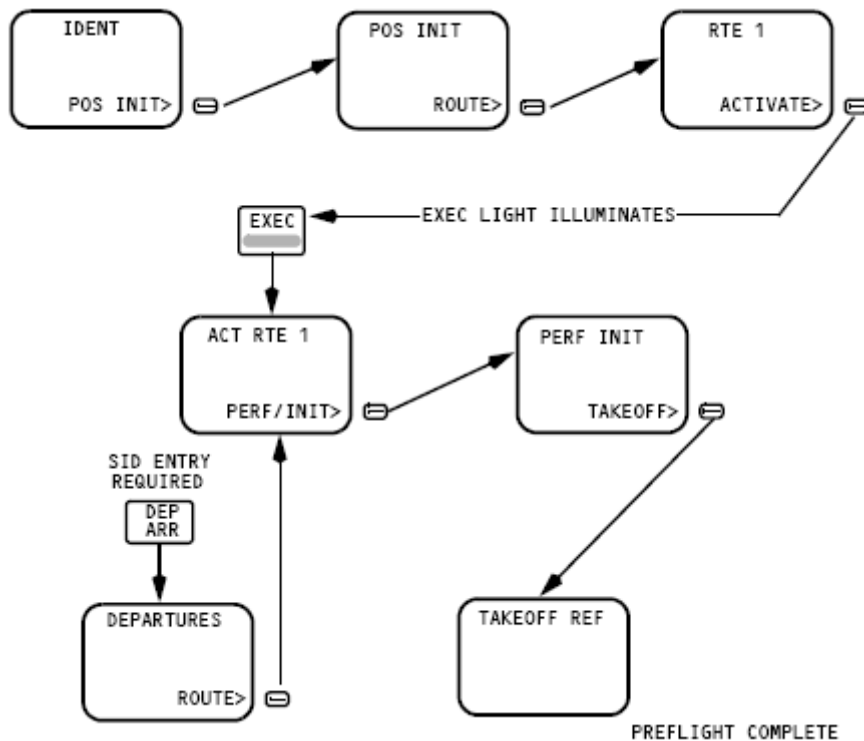 IDENT
POS INIT>
POS INIT
ROUTE>
RTE 1
ACTIVATE>
EXEC
EXEC LIGHT ILLUMINATES
ACT RTE 1
PERF/INIT>
PERF INIT
TAKEOFF>
SID ENTRY
REQUIRED
DEP
ARR
DEPARTURES
ROUTE>
TAKEOFF REF
PREFLIGHT COMPLETE